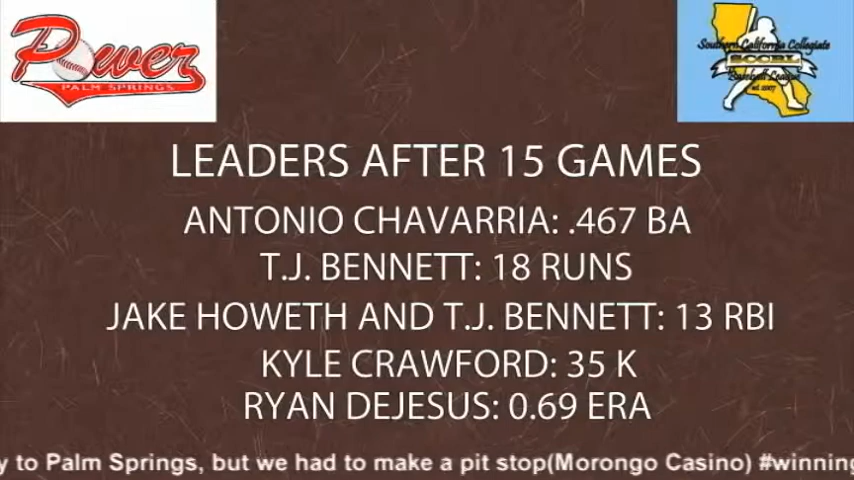 Power
PALM SPRINGS
Southern California Collegiate
SCCBL
Baseball League
est. 2007
LEADERS AFTER 15 GAMES
ANTONIO CHAVARRIA: .467 BA
T.J. BENNETT: 18 RUNS
JAKE HOWETH AND T.J. BENNETT: 13 RBI
KYLE CRAWFORD: 35 K
RYAN DEJESUS: 0.69 ERA
y to Palm Springs, but we had to make a pit stop(Morongo Casino) #winning